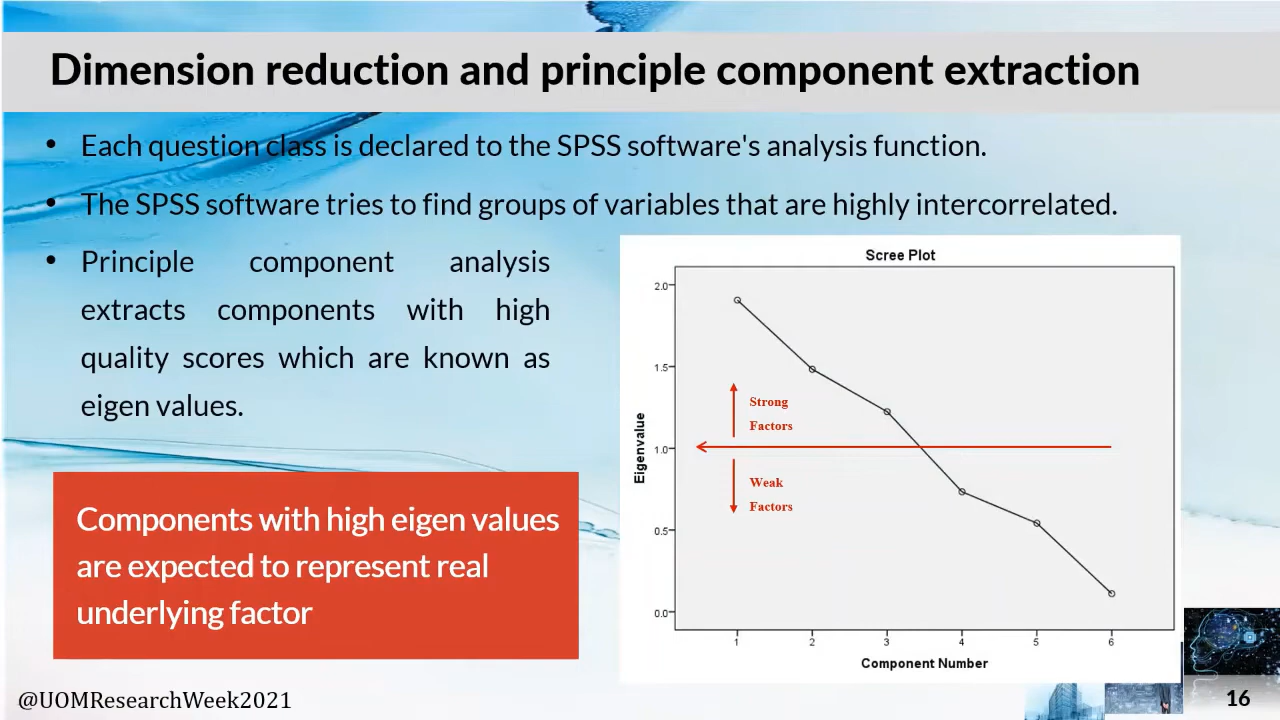 Dimension reduction and principle component extraction
• Each question class is declared to the SPSS software's analysis function.
• The SPSS software tries to find groups of variables that are highly intercorrelated.
• Principle component analysis
extracts components with high
quality scores which are known as
eigen values.
Components with high eigen values
are expected to represent real
underlying factor
Scree Plot
Eigenvalue
2.0
1.5
1.0
0.5
0.0
Strong
Factors
Weak
Factors
1 2 3 4 5 6
Component Number
@UOMResearchWeek2021
16